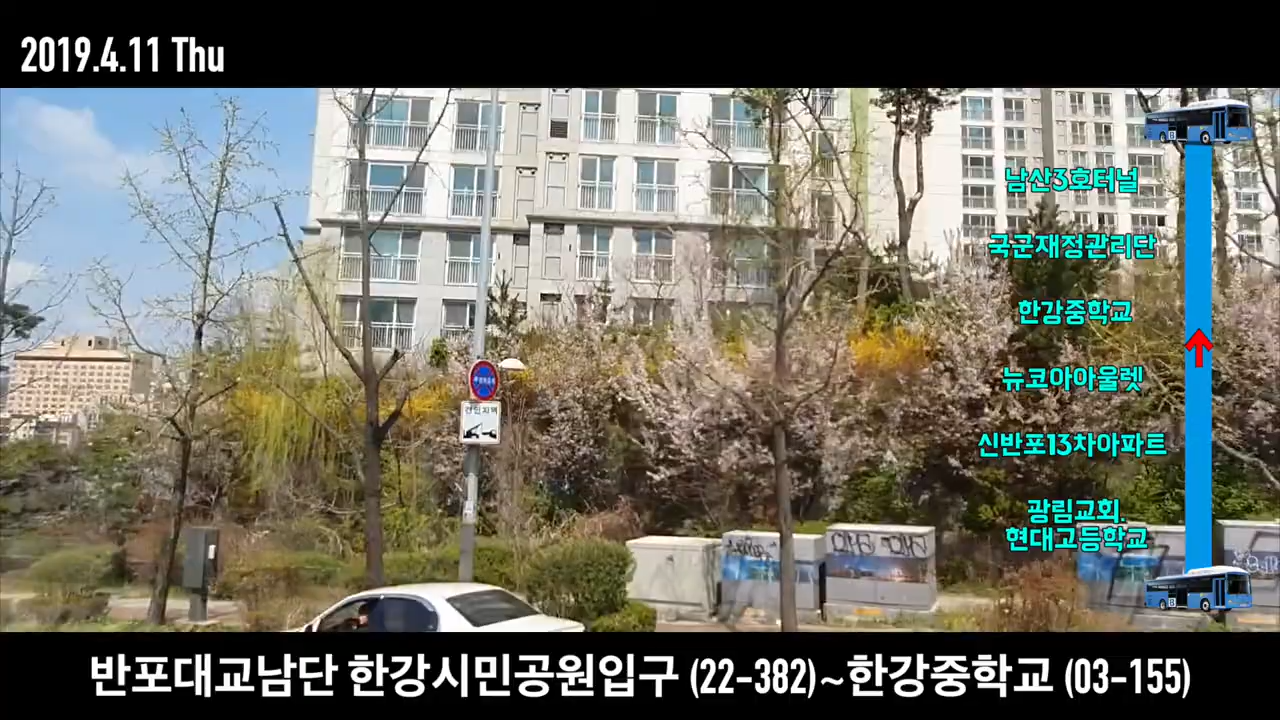 2019.4.11 Thu
남산3호터널
국군재정관리단
한강중학교
뉴코아아울렛
신반포13차아파트
광림교회.
현대고등학교
견인지역
반포대교남단 한강시민공원입구 (22-382)~한강중학교 (03-155)